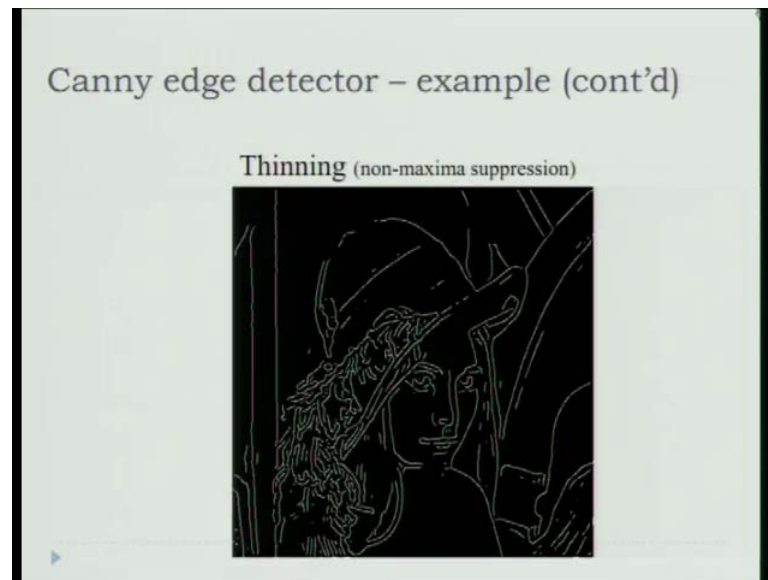 Canny edge detector – example (cont’d)
Thinning (non-maxima suppression)